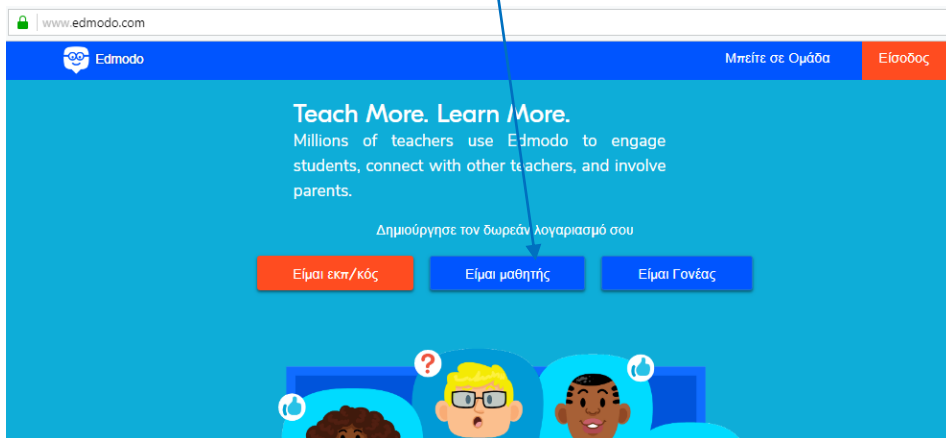 www.edmodo.com
Edmodo
Μπείτε σε Ομάδα
Είσοδος
Teach More. Learn More.
Millions of teachers use Edmodo to engage
students, connect with other teachers, and involve
parents.
Δημιούργησε τον δωρεάν λογαριασμό σου
Είμαι εκπ/κός
Είμαι μαθητής
Είμαι Γονέας
?